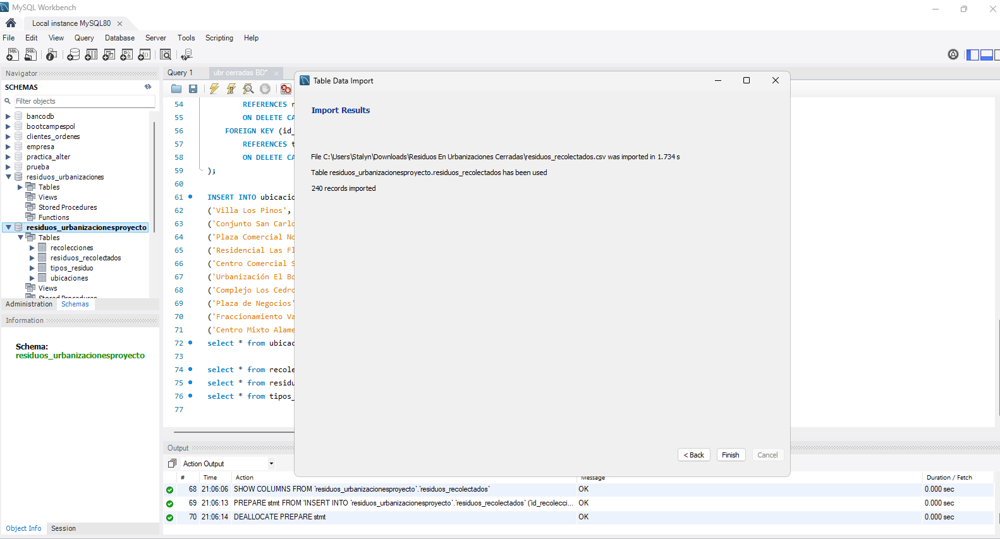 MySQL Workbench
Local instance MySQL80
File Edit View Query Database Server Tools Scripting Help
Navigator
SCHEMAS
Filter objects
bancodb
bootcampespol
clientes_ordenes
empresa
practica_alter
prueba
residuos_urbanizaciones
Tables
Views
Stored Procedures
Functions
residuos_urbanizacionesproyecto
Tables
recolecciones
residuos_recolectados
tipos_residuo
ubicaciones
Views
Stored Procedures
Administration Schemas
Information
Schema:
residuos_urbanizacionesproyecto
Object Info Session
Query 1 ubr cerradas BD*
54 REFERENCES r
55 ON DELETE CA
56 FOREIGN KEY (id_
57 REFERENCES t
58 ON DELETE CA
59 );
60
61 INSERT INTO ubicacio
62 ('Villa Los Pinos',
63 ('Conjunto San Carlo
64 ('Plaza Comercial No
65 ('Residencial Las Fl
66 ('Centro Comercial S
67 ('Urbanización El Bo
68 ('Complejo Los Cedro
69 ('Plaza de Negocios'
70 ('Fraccionamiento Va
71 ('Centro Mixto Alame
72 select * from ubicac
73
74 select * from recole
75 select * from residu
76 select * from tipos_
77
Table Data Import
Import Results
File C:\Users\Stalyn\Downloads\Residuos En Urbanizaciones Cerradas\residuos_recolectados.csv was imported in 1.734 s
Table residuos_urbanizacionesproyecto.residuos_recolectados has been used
240 records imported
< Back Finish Cancel
Output
Action Output
# Time Action Message Duration / Fetch
68 21:06:06 SHOW COLUMNS FROM `residuos_urbanizacionesproyecto`.`residuos_recolectados` OK 0.000 sec
69 21:06:13 PREPARE stmt FROM 'INSERT INTO `residuos_urbanizacionesproyecto`.`residuos_recolectados` (`id_recolecci... OK 0.000 sec
70 21:06:14 DEALLOCATE PREPARE stmt OK 0.000 sec